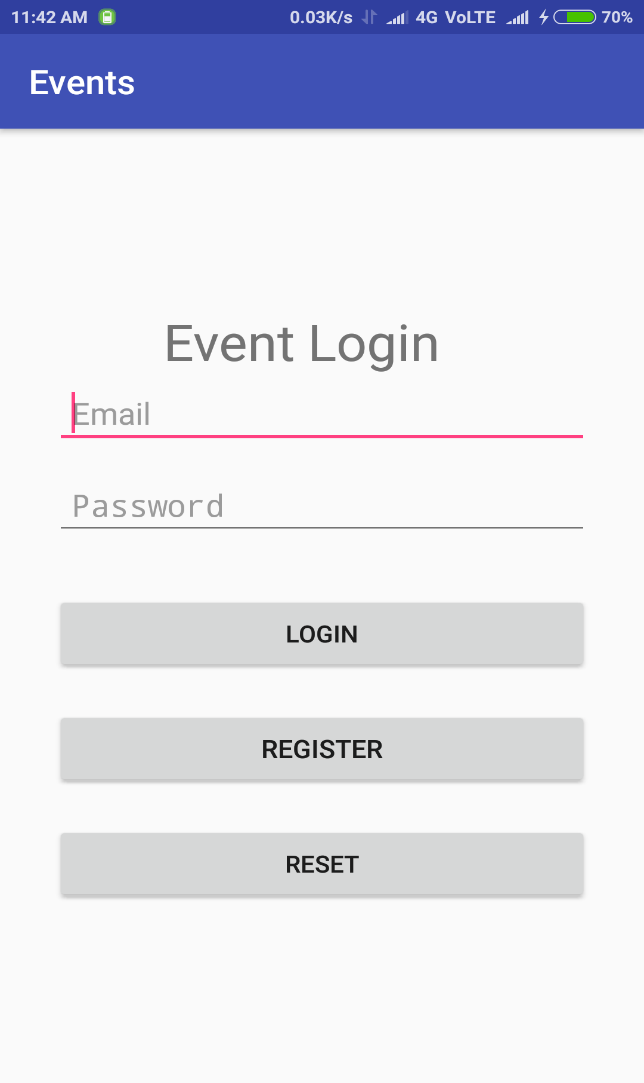 11:42 AM 0.03K/s 4G VoLTE 70%
Events
Event Login
Email
Password
LOGIN
REGISTER
RESET